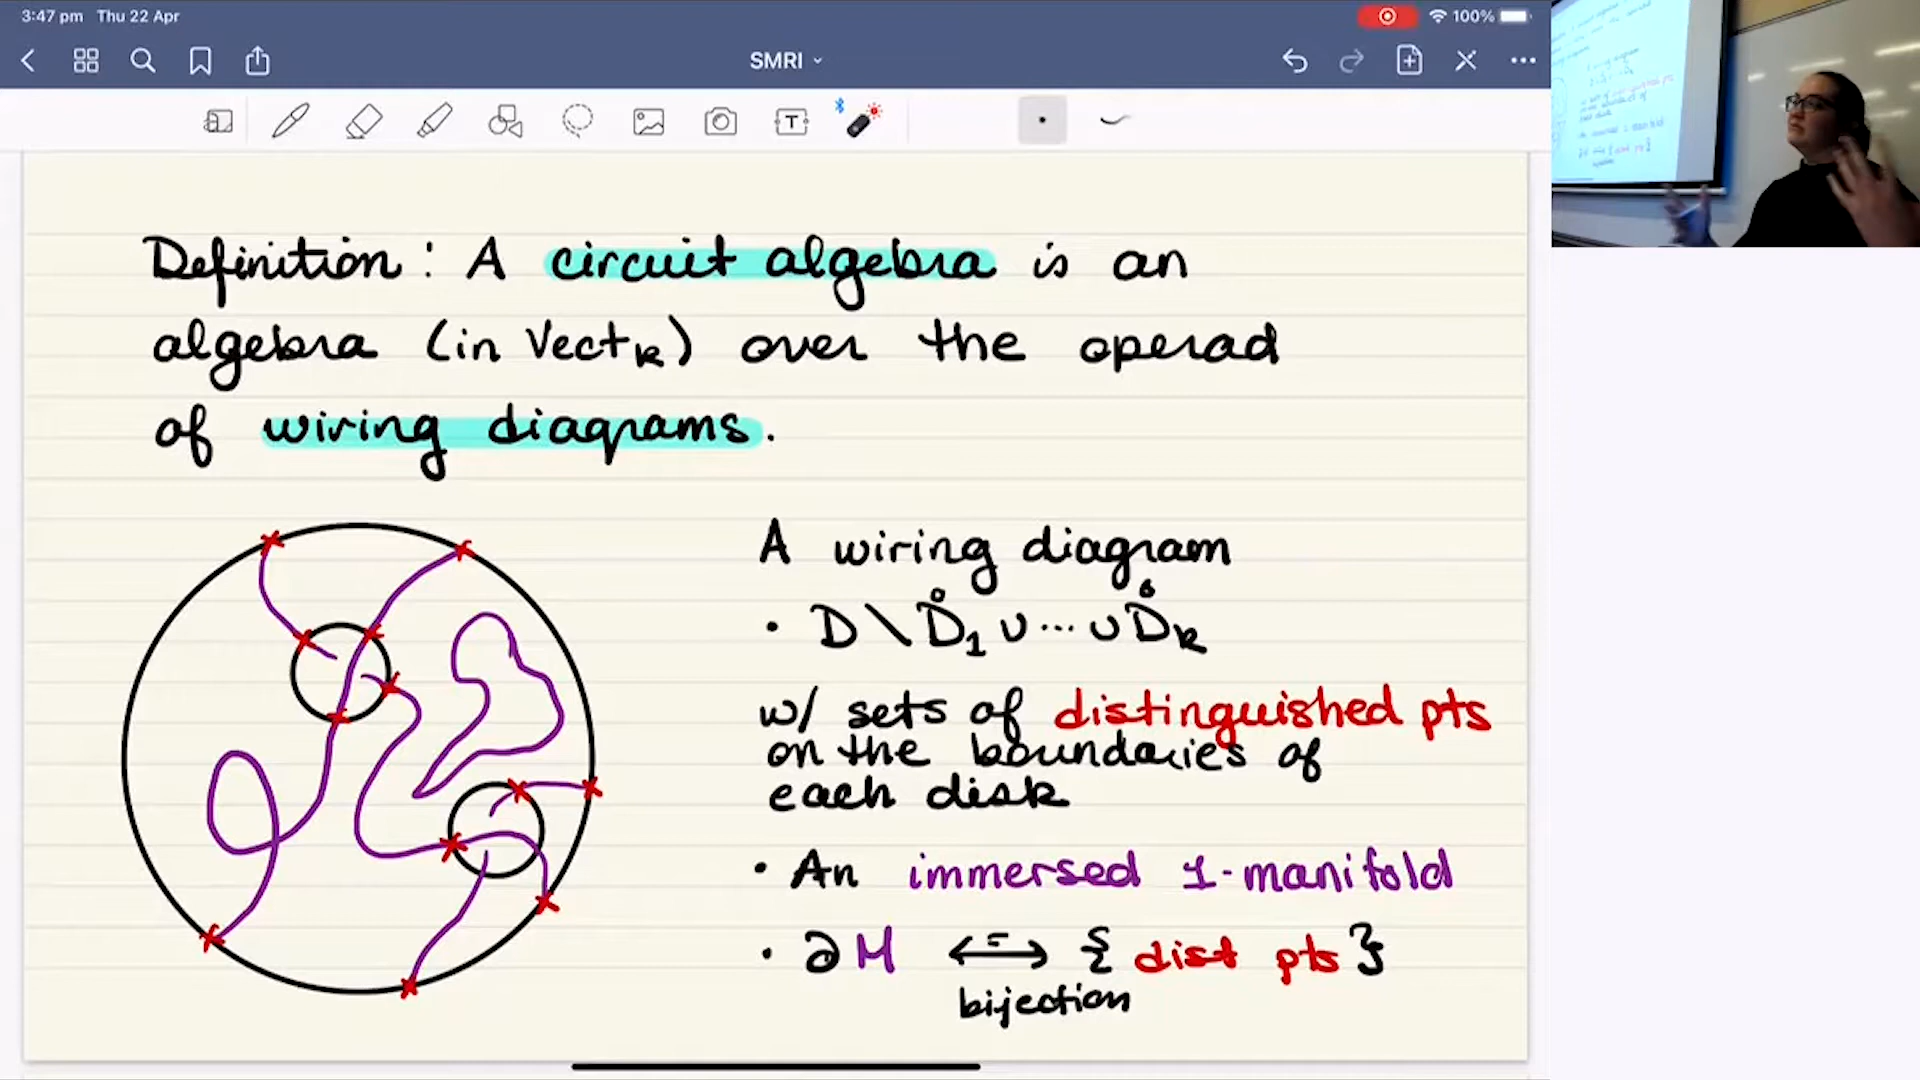 3:47 pm Thu 22 Apr
100%
SMRI
T
Definition: A circuit algebra is an
algebra (in Vect_k) over the operad
of wiring diagrams.
A wiring diagram
• D \ D̊₁ ∪ ··· ∪ D̊_k
w/ sets of distinguished pts
on the boundaries of
each disk
• An immersed 1-manifold
• ∂M ⟷ { dist pts }
bijection